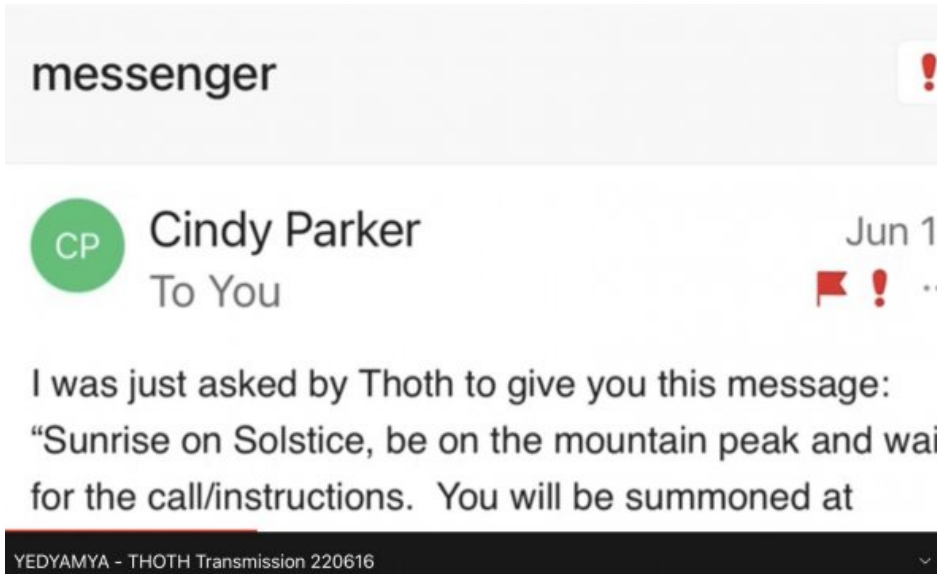 messenger
CP
Cindy Parker
Jun 1
To You
I was just asked by Thoth to give you this message:
“Sunrise on Solstice, be on the mountain peak and wai
for the call/instructions.  You will be summoned at
YEDYAMYA - THOTH Transmission 220616